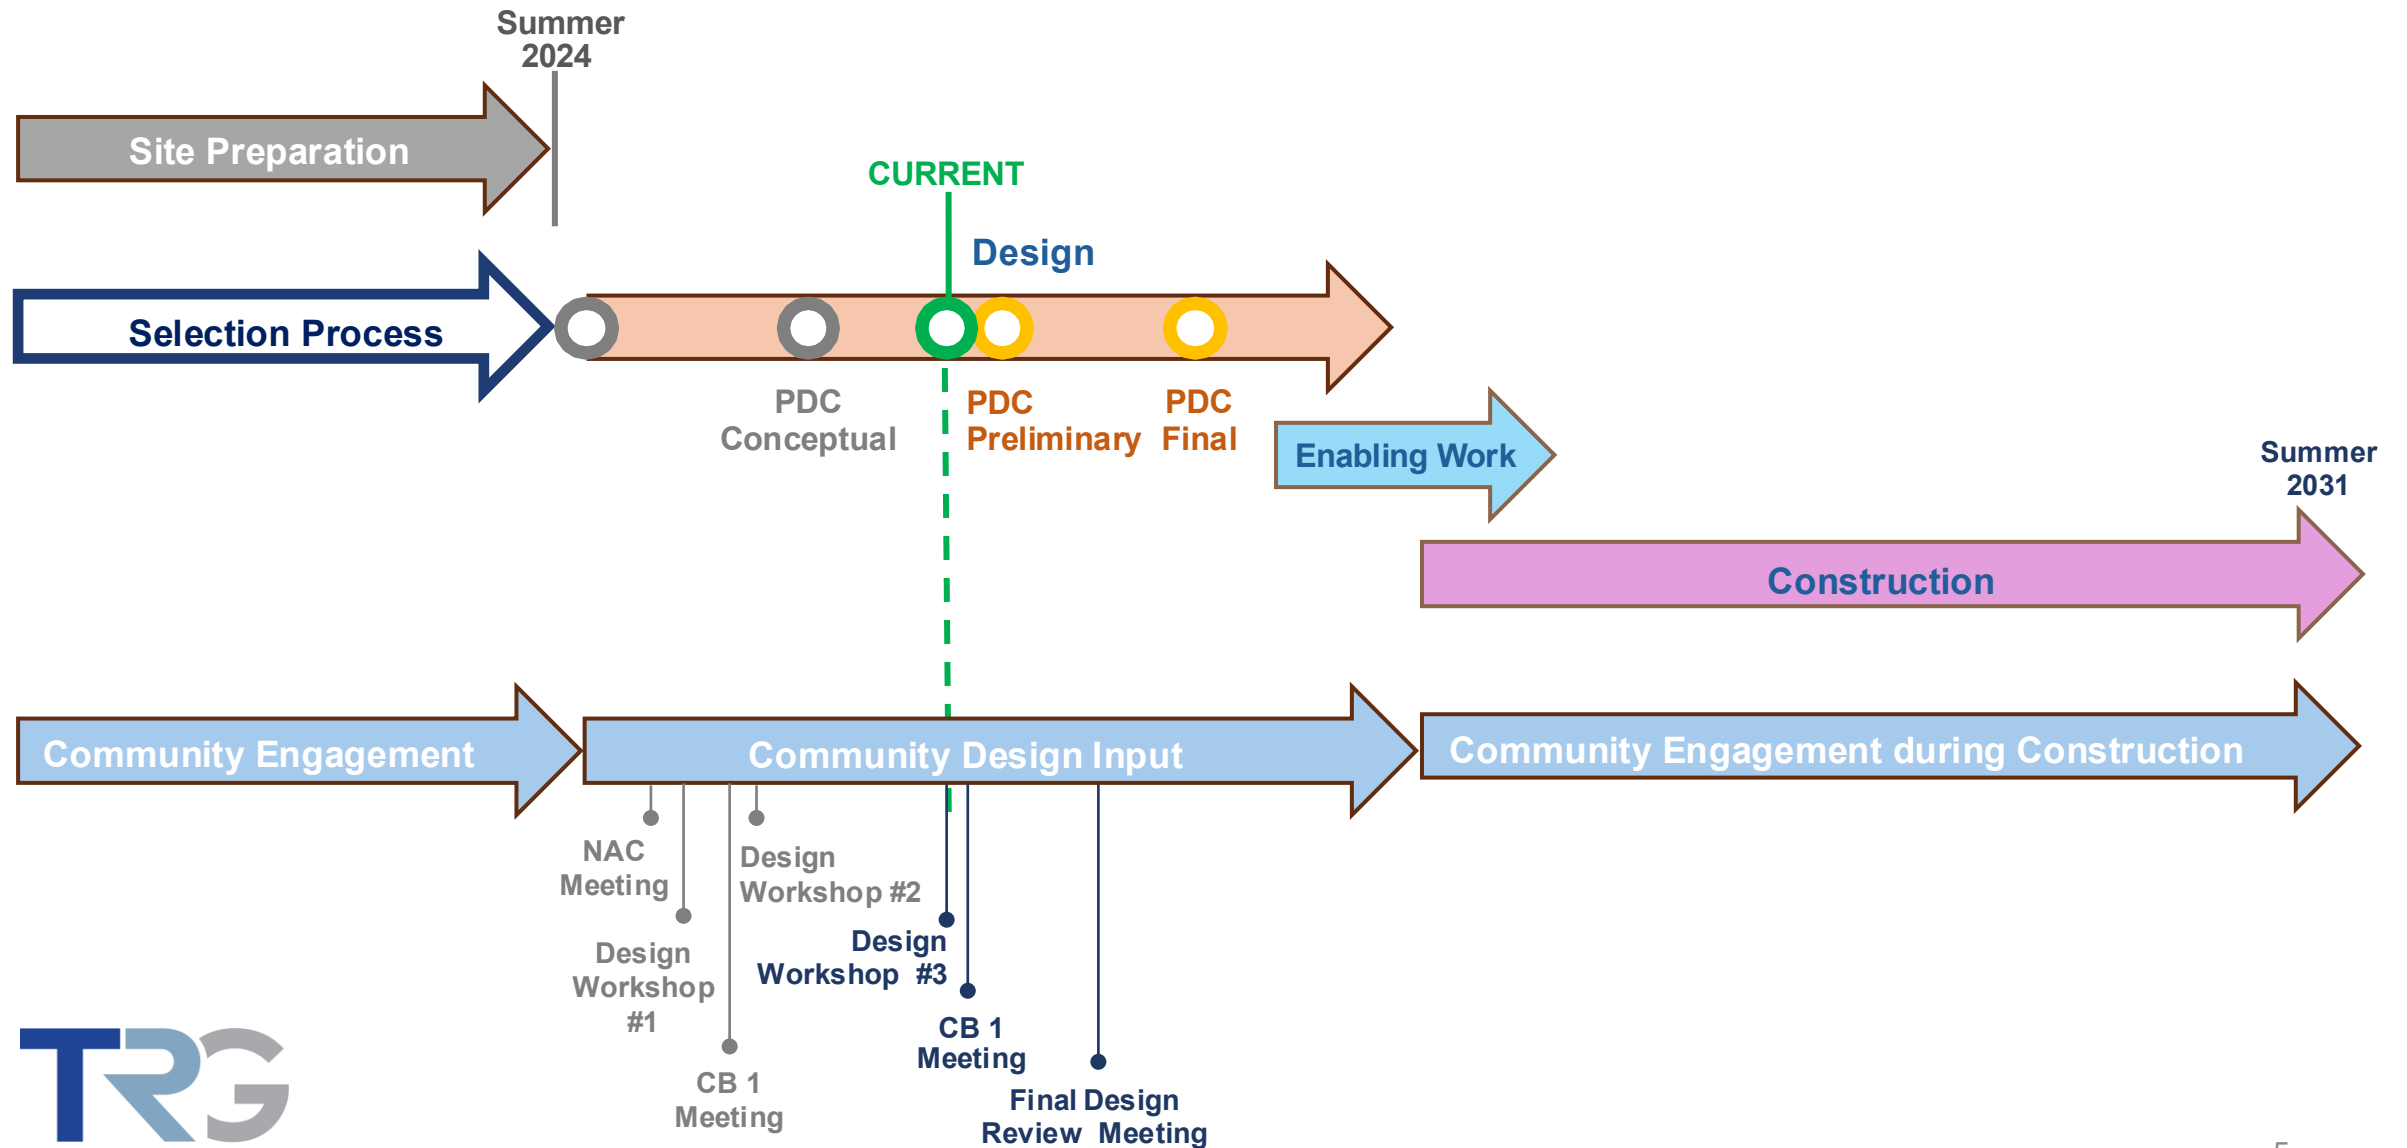 Summer
2024
Site Preparation
CURRENT
Design
Selection Process
PDC
Conceptual
PDC
Preliminary
PDC
Final
Enabling Work
Summer
2031
Construction
Community Engagement
Community Design Input
Community Engagement during Construction
NAC
Meeting
Design
Workshop #2
Design
Workshop
#1
Design
Workshop #3
CB 1
Meeting
CB 1
Meeting
Final Design
Review Meeting
TRG
5